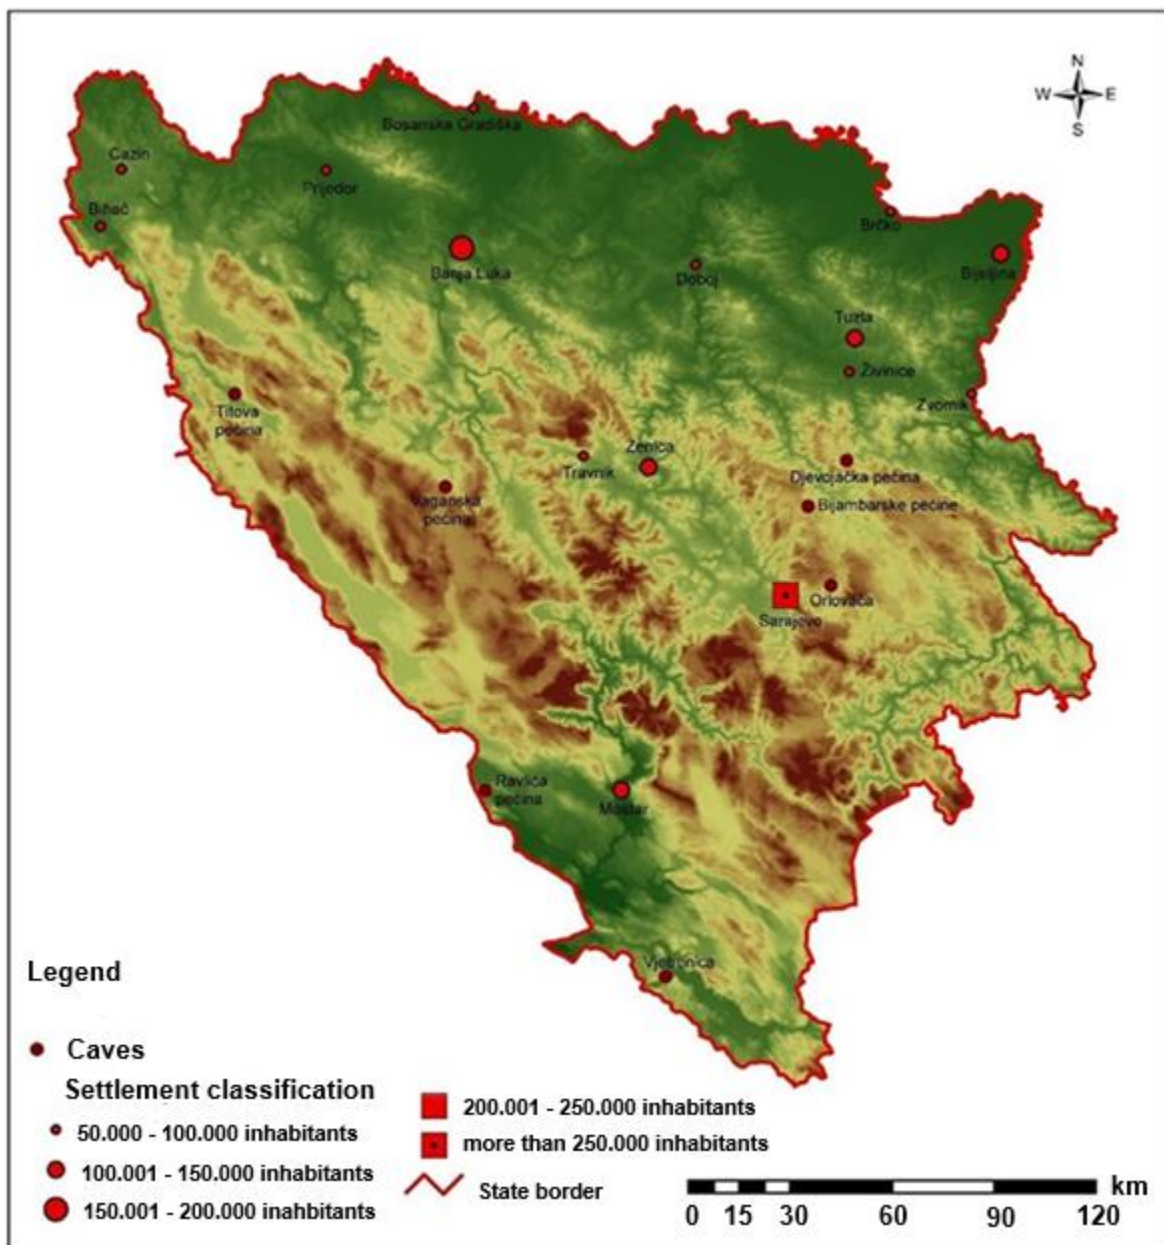 N
W E
S
Bosanska Gradiška
Cazin
Prijedor
Bihać
Brčko
Banja Luka
Doboj
Bijeljina
Tuzla
Živinice
Zvornik
Titova
pećina
Travnik
Zenica
Djevojačka pećina
Vaganska
pećina
Bijambarske pećine
Orlovača
Sarajevo
Ravlića
pećina
Mostar
Vjetrenica
Legend
Caves
Settlement classification
50.000 - 100.000 inhabitants
100.001 - 150.000 inhabitants
150.001 - 200.000 inahbitants
200.001 - 250.000 inhabitants
more than 250.000 inhabitants
State border
km
0 15 30 60 90 120